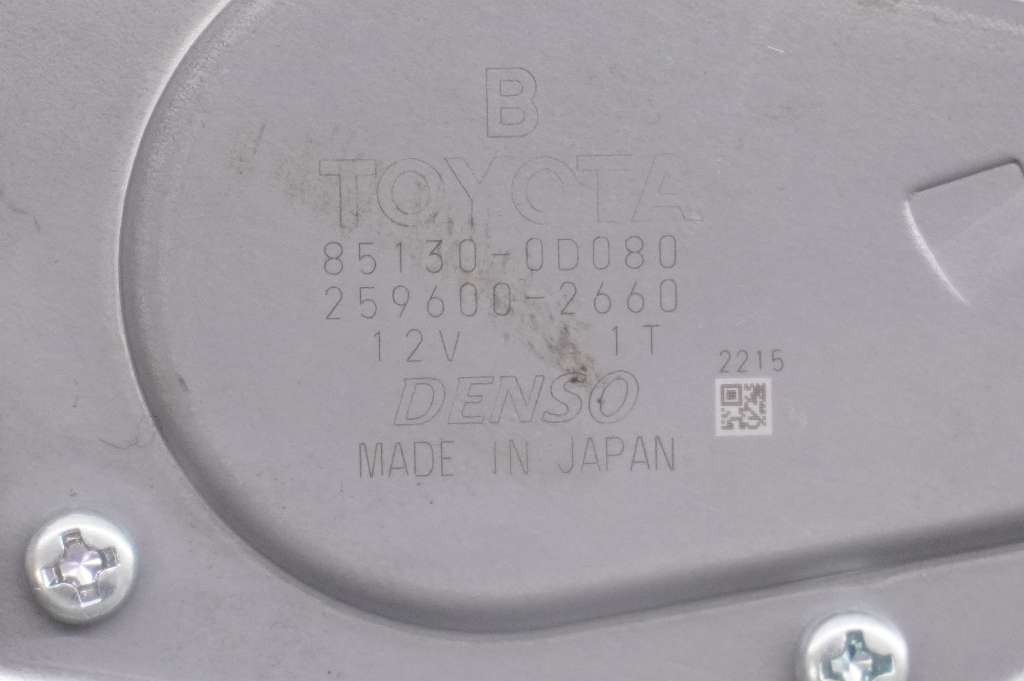 B
TOYOTA
85130-0D080
259600-2660
12V 1T
2215
DENSO
MADE IN JAPAN